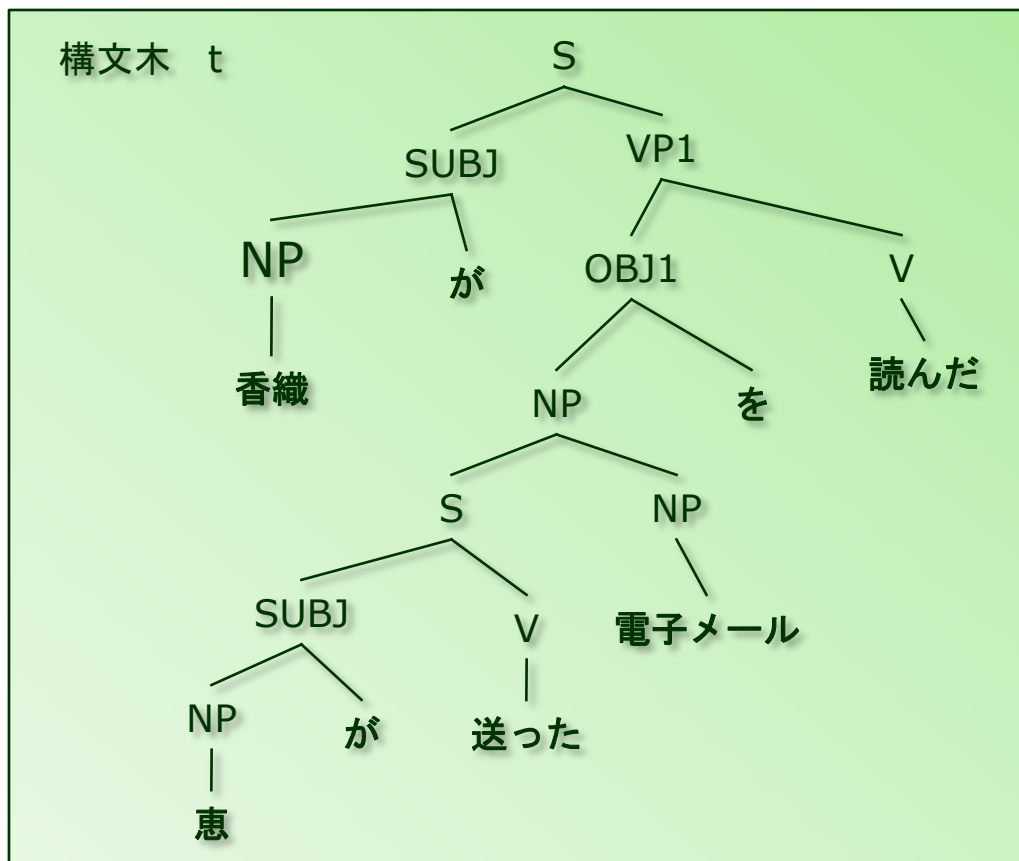 構文木 t
S
SUBJ VP1
NP が OBJ1 V
香織 NP を 読んだ
S NP
SUBJ V 電子メール
NP が 送った
恵